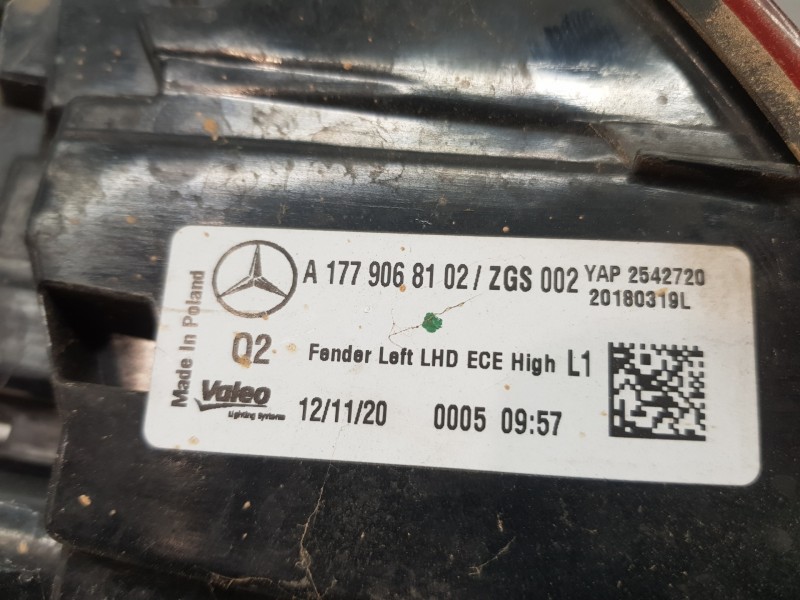 A 177 906 81 02 / ZGS 002 YAP 2542720
20180319L
Made In Poland
Q2 Fender Left LHD ECE High L1
Valeo
Lighting Systems
12/11/20 0005 09:57